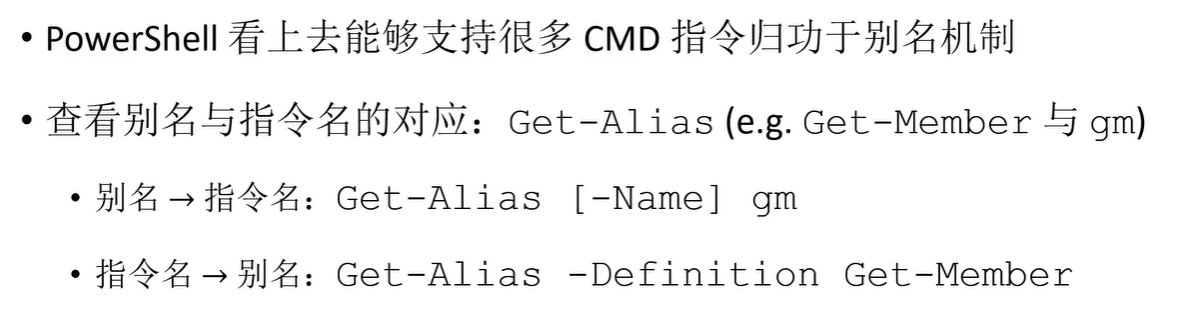 • PowerShell 看上去能够支持很多 CMD 指令归功于别名机制
• 查看别名与指令名的对应：Get-Alias (e.g. Get-Member 与 gm)
• 别名 → 指令名：Get-Alias [-Name] gm
• 指令名 → 别名：Get-Alias -Definition Get-Member